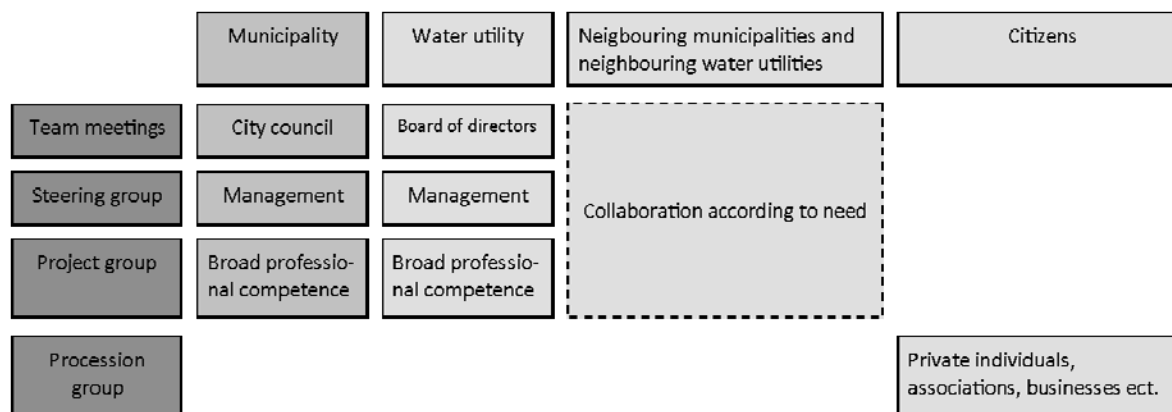 Municipality
Water utility
Neigbouring municipalities and
neighbouring water utilities
Citizens
Team meetings
City council
Board of directors
Steering group
Management
Management
Collaboration according to need
Project group
Broad professio-
nal competence
Broad professio-
nal competence
Procession
group
Private individuals,
associations, businesses ect.